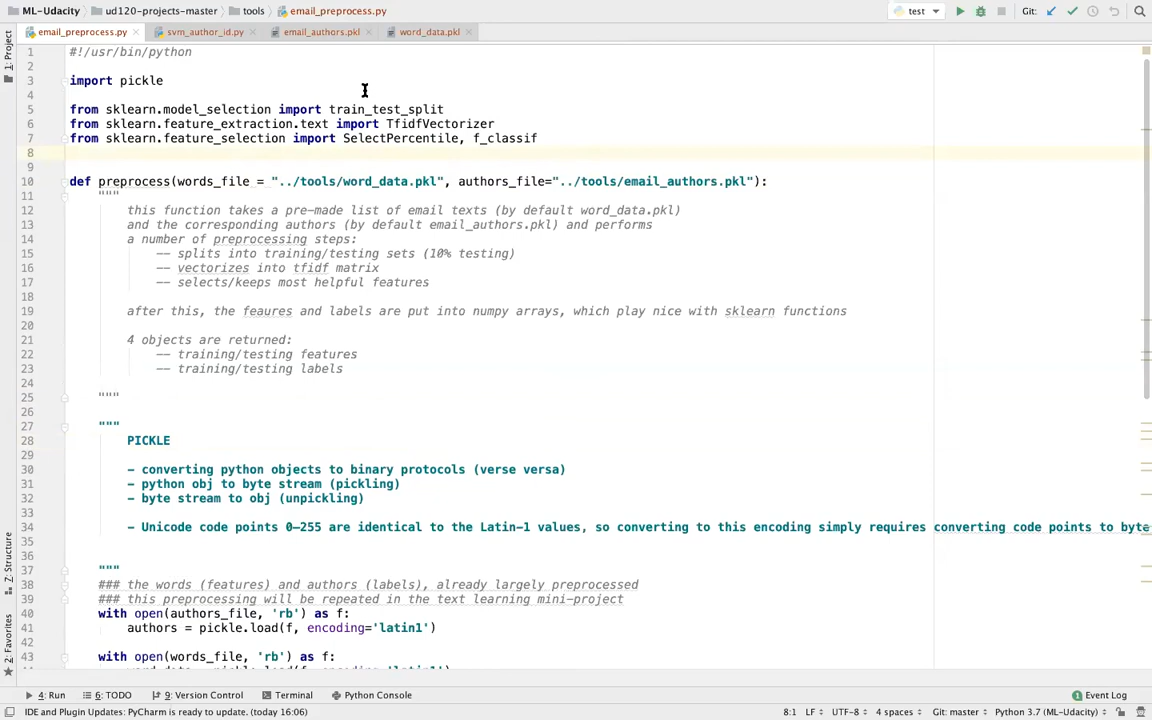 ML-Udacity ud120-projects-master tools email_preprocess.py test Git:
email_preprocess.py svm_author_id.py email_authors.pkl word_data.pkl
1: Project
1 #!/usr/bin/python
2
3 import pickle
4
5 from sklearn.model_selection import train_test_split
6 from sklearn.feature_extraction.text import TfidfVectorizer
7 from sklearn.feature_selection import SelectPercentile, f_classif
8
9
10 def preprocess(words_file = "../tools/word_data.pkl", authors_file="../tools/email_authors.pkl"):
11 """
12 this function takes a pre-made list of email texts (by default word_data.pkl)
13 and the corresponding authors (by default email_authors.pkl) and performs
14 a number of preprocessing steps:
15 -- splits into training/testing sets (10% testing)
16 -- vectorizes into tfidf matrix
17 -- selects/keeps most helpful features
18
19 after this, the feaures and labels are put into numpy arrays, which play nice with sklearn functions
20
21 4 objects are returned:
22 -- training/testing features
23 -- training/testing labels
24
25 """
26
27 """
28 PICKLE
29
30 - converting python objects to binary protocols (verse versa)
31 - python obj to byte stream (pickling)
32 - byte stream to obj (unpickling)
33
34 - Unicode code points 0–255 are identical to the Latin-1 values, so converting to this encoding simply requires converting code points to byte
35
36
37 """
38 ### the words (features) and authors (labels), already largely preprocessed
39 ### this preprocessing will be repeated in the text learning mini-project
40 with open(authors_file, 'rb') as f:
41 authors = pickle.load(f, encoding='latin1')
42
43 with open(words_file, 'rb') as f:
Z: Structure
2: Favorites
4: Run 6: TODO 9: Version Control Terminal Python Console 1 Event Log
IDE and Plugin Updates: PyCharm is ready to update. (today 16:06) 8:1 LF UTF-8 4 spaces Git: master Python 3.7 (ML-Udacity)